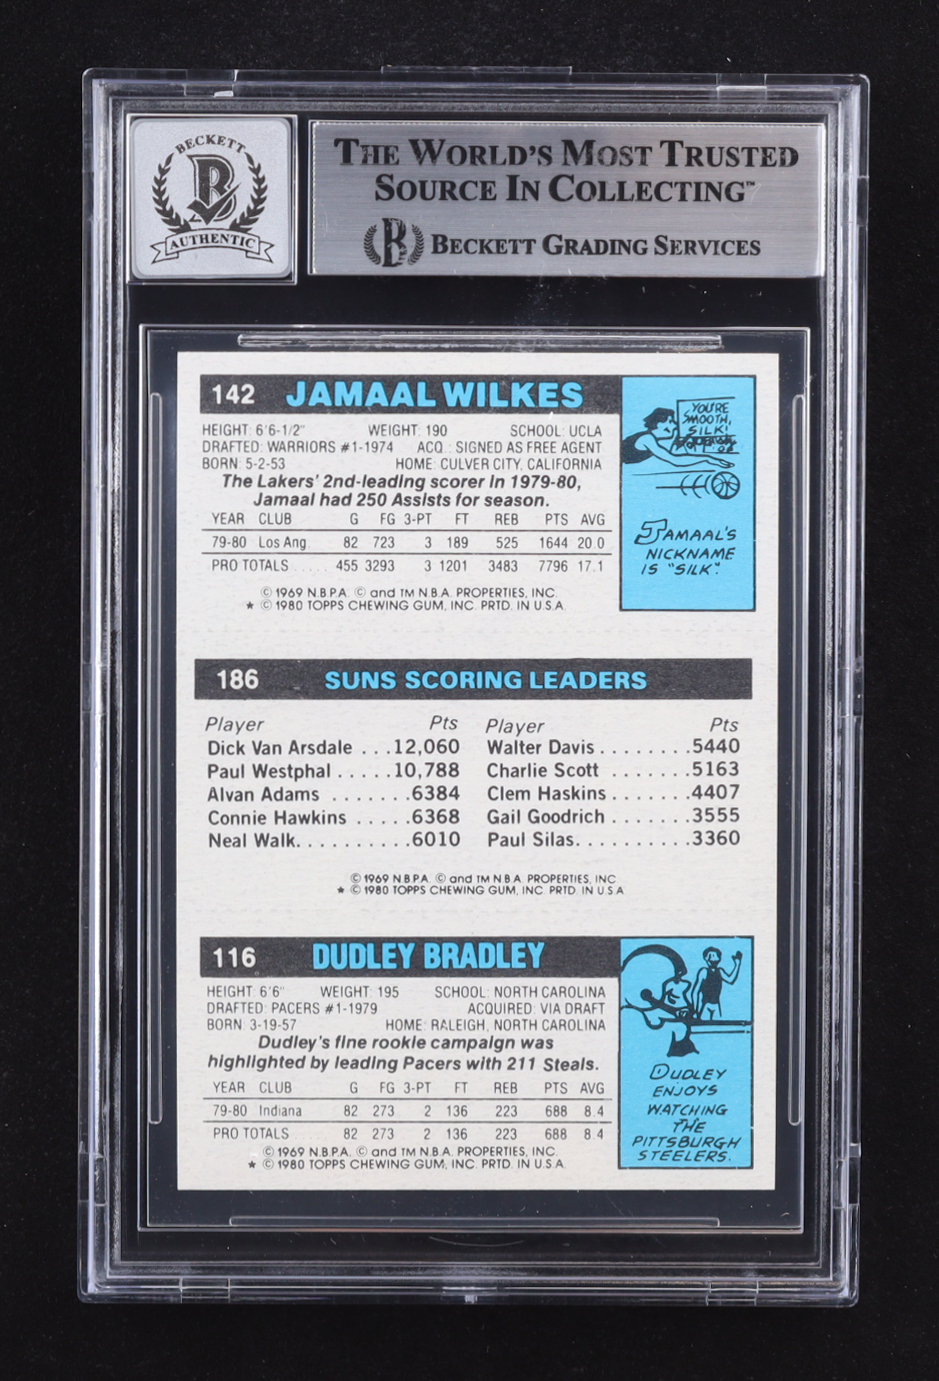 BECKETT
AUTHENTIC
THE WORLD'S MOST TRUSTED
SOURCE IN COLLECTING™
BECKETT GRADING SERVICES
142 JAMAAL WILKES
HEIGHT: 6'6-1/2" WEIGHT: 190 SCHOOL: UCLA
DRAFTED: WARRIORS #1-1974 ACQ.: SIGNED AS FREE AGENT
BORN: 5-2-53 HOME: CULVER CITY, CALIFORNIA
The Lakers' 2nd-leading scorer in 1979-80,
Jamaal had 250 Assists for season.
YEAR CLUB G FG 3-PT FT REB PTS AVG
79-80 Los Ang. 82 723 3 189 525 1644 20.0
PRO TOTALS ..... 455 3293 3 1201 3483 7796 17.1
© 1969 N.B.P.A. © and TM N.B.A. PROPERTIES, INC.
★ © 1980 TOPPS CHEWING GUM, INC. PRTD. IN U.S.A.
YOU'RE
SMOOTH,
SILK!
JAMAAL'S
NICKNAME
IS "SILK".
186 SUNS SCORING LEADERS
Player Pts Player Pts
Dick Van Arsdale ...12,060 Walter Davis ........5440
Paul Westphal .....10,788 Charlie Scott .......5163
Alvan Adams .......6384 Clem Haskins .......4407
Connie Hawkins .....6368 Gail Goodrich .......3555
Neal Walk..........6010 Paul Silas..........3360
© 1969 N.B.P.A. © and TM N.B.A. PROPERTIES, INC
★ © 1980 TOPPS CHEWING GUM, INC. PRTD. IN U.S.A
116 DUDLEY BRADLEY
HEIGHT: 6'6" WEIGHT: 195 SCHOOL: NORTH CAROLINA
DRAFTED: PACERS #1-1979 ACQUIRED: VIA DRAFT
BORN: 3-19-57 HOME: RALEIGH, NORTH CAROLINA
Dudley's fine rookie campaign was
highlighted by leading Pacers with 211 Steals.
YEAR CLUB G FG 3-PT FT REB PTS AVG
79-80 Indiana 82 273 2 136 223 688 8.4
PRO TOTALS ..... 82 273 2 136 223 688 8.4
© 1969 N.B.P.A. © and TM N.B.A. PROPERTIES, INC.
★ © 1980 TOPPS CHEWING GUM, INC. PRTD. IN U.S.A.
DUDLEY
ENJOYS
WATCHING
THE
PITTSBURGH
STEELERS.